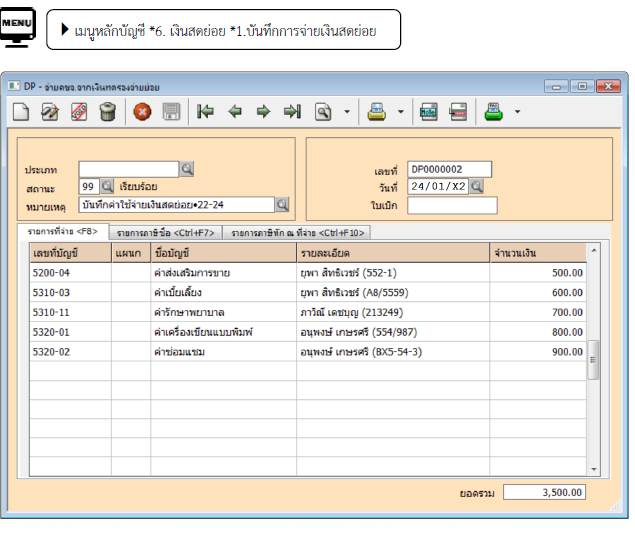 MENU
เมนูหลักบัญชี *6. เงินสดย่อย *1.บันทึกการจ่ายเงินสดย่อย
DP - จ่ายคชจ.จากเงินทดรองจ่ายย่อย
ประเภท
เลขที่ DP0000002
สถานะ 99 เรียบร้อย
วันที่ 24/01/X2
หมายเหตุ บันทึกค่าใช้จ่ายเงินสดย่อย•22-24
ใบเบิก
รายการที่จ่าย <F8> รายการภาษีซื้อ <Ctrl+F7> รายการภาษีหัก ณ ที่จ่าย <Ctrl+F10>
เลขที่บัญชี แผนก ชื่อบัญชี รายละเอียด จำนวนเงิน
5200-04 ค่าส่งเสริมการขาย ยุพา สิทธิเวชร์ (552-1) 500.00
5310-03 ค่าเบี้ยเลี้ยง ยุพา สิทธิเวชร์ (A8/5559) 600.00
5310-11 ค่ารักษาพยาบาล ภาวิณี เดชบุญ (213249) 700.00
5320-01 ค่าเครื่องเขียนแบบพิมพ์ อนุพงษ์ เกษรศรี (554/987) 800.00
5320-02 ค่าซ่อมแซม อนุพงษ์ เกษรศรี (BX5-54-3) 900.00
ยอดรวม 3,500.00